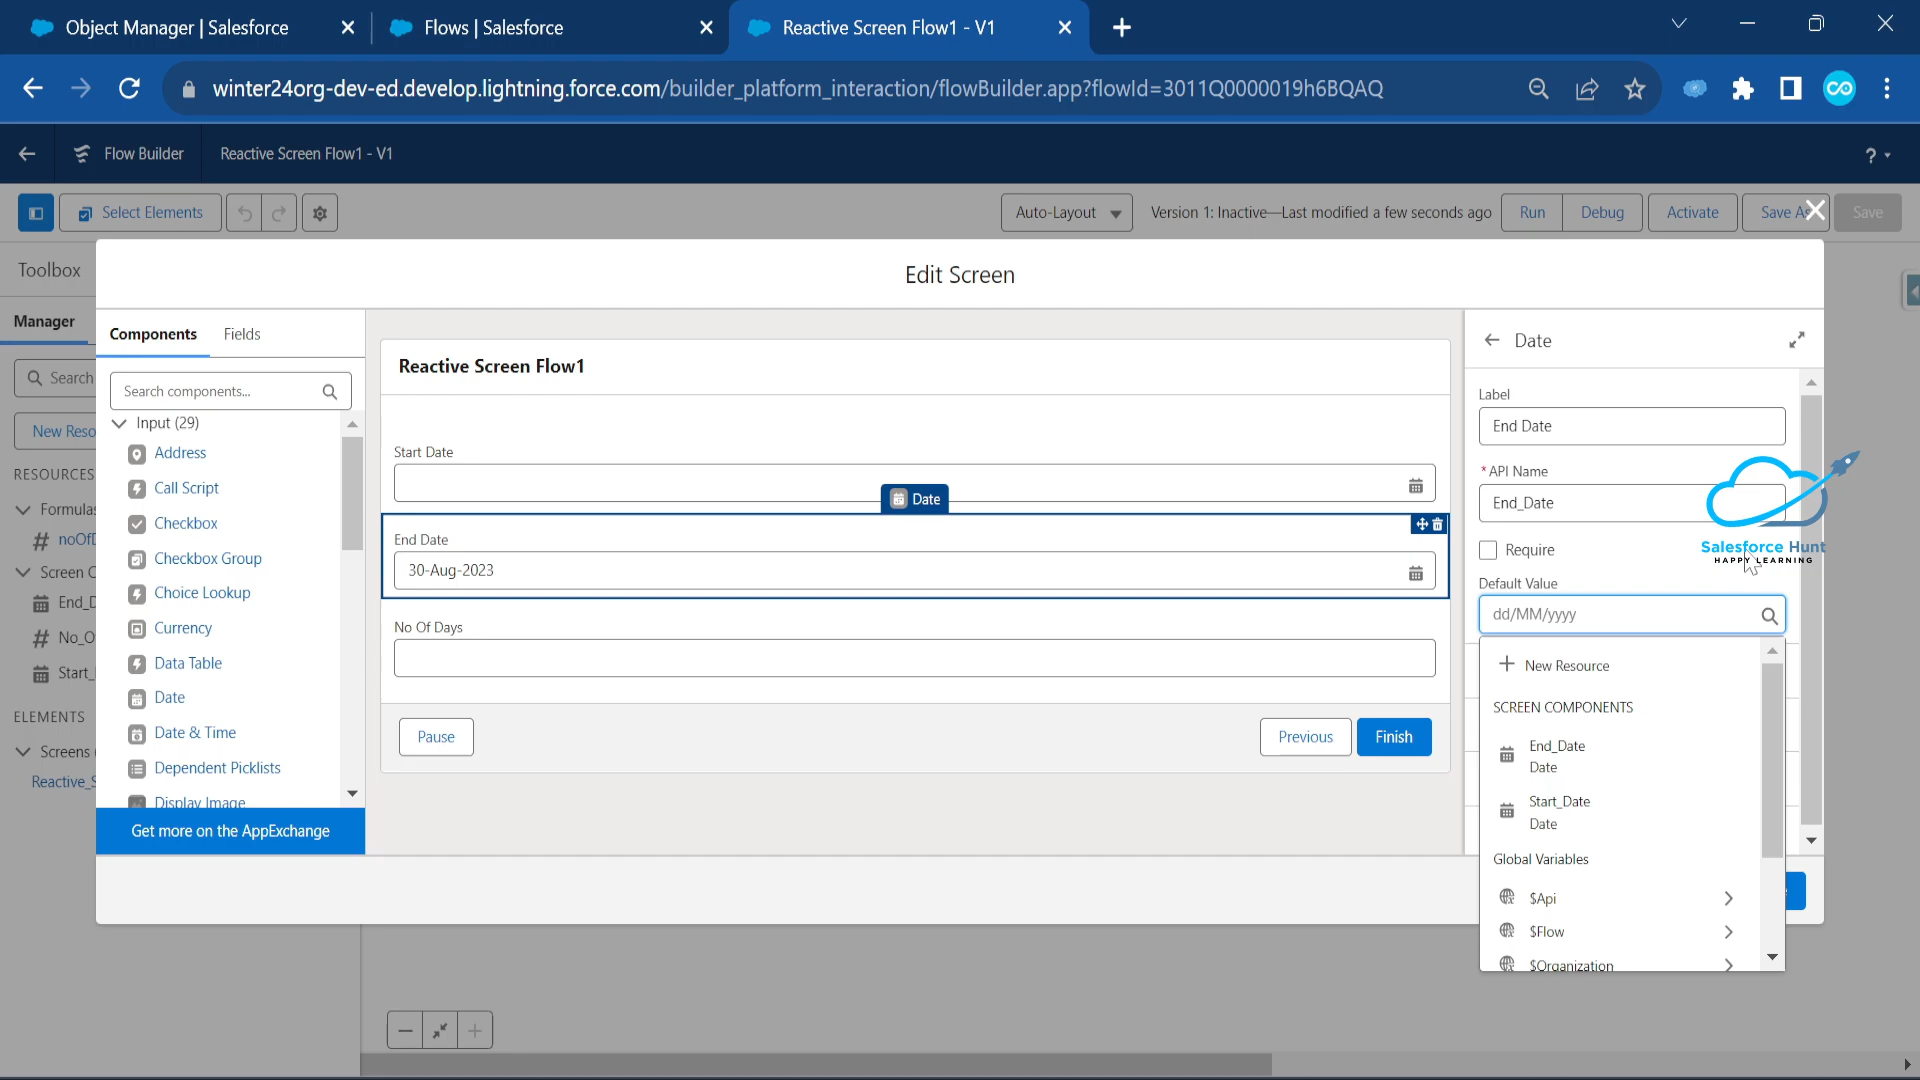 Object Manager | Salesforce
Flows | Salesforce
Reactive Screen Flow1 - V1
winter24org-dev-ed.develop.lightning.force.com/builder_platform_interaction/flowBuilder.app?flowId=3011Q0000019h6BQAQ
Flow Builder
Reactive Screen Flow1 - V1
?
Select Elements
Auto-Layout
Version 1: Inactive—Last modified a few seconds ago
Run
Debug
Activate
Save As
Save
Toolbox
Edit Screen
Manager
Search
New Reso
RESOURCES
Formulas
noOfD
Screen C
End_D
No_O
Start_
ELEMENTS
Screens
Reactive_S
Components
Fields
Search components...
Input (29)
Address
Call Script
Checkbox
Checkbox Group
Choice Lookup
Currency
Data Table
Date
Date & Time
Dependent Picklists
Display Image
Get more on the AppExchange
Reactive Screen Flow1
Start Date
Date
End Date
30-Aug-2023
No Of Days
Pause
Previous
Finish
Date
Label
End Date
* API Name
End_Date
Require
Salesforce Hunt
HAPPY LEARNING
Default Value
dd/MM/yyyy
New Resource
SCREEN COMPONENTS
End_Date
Date
Start_Date
Date
Global Variables
$Api
$Flow
$Organization